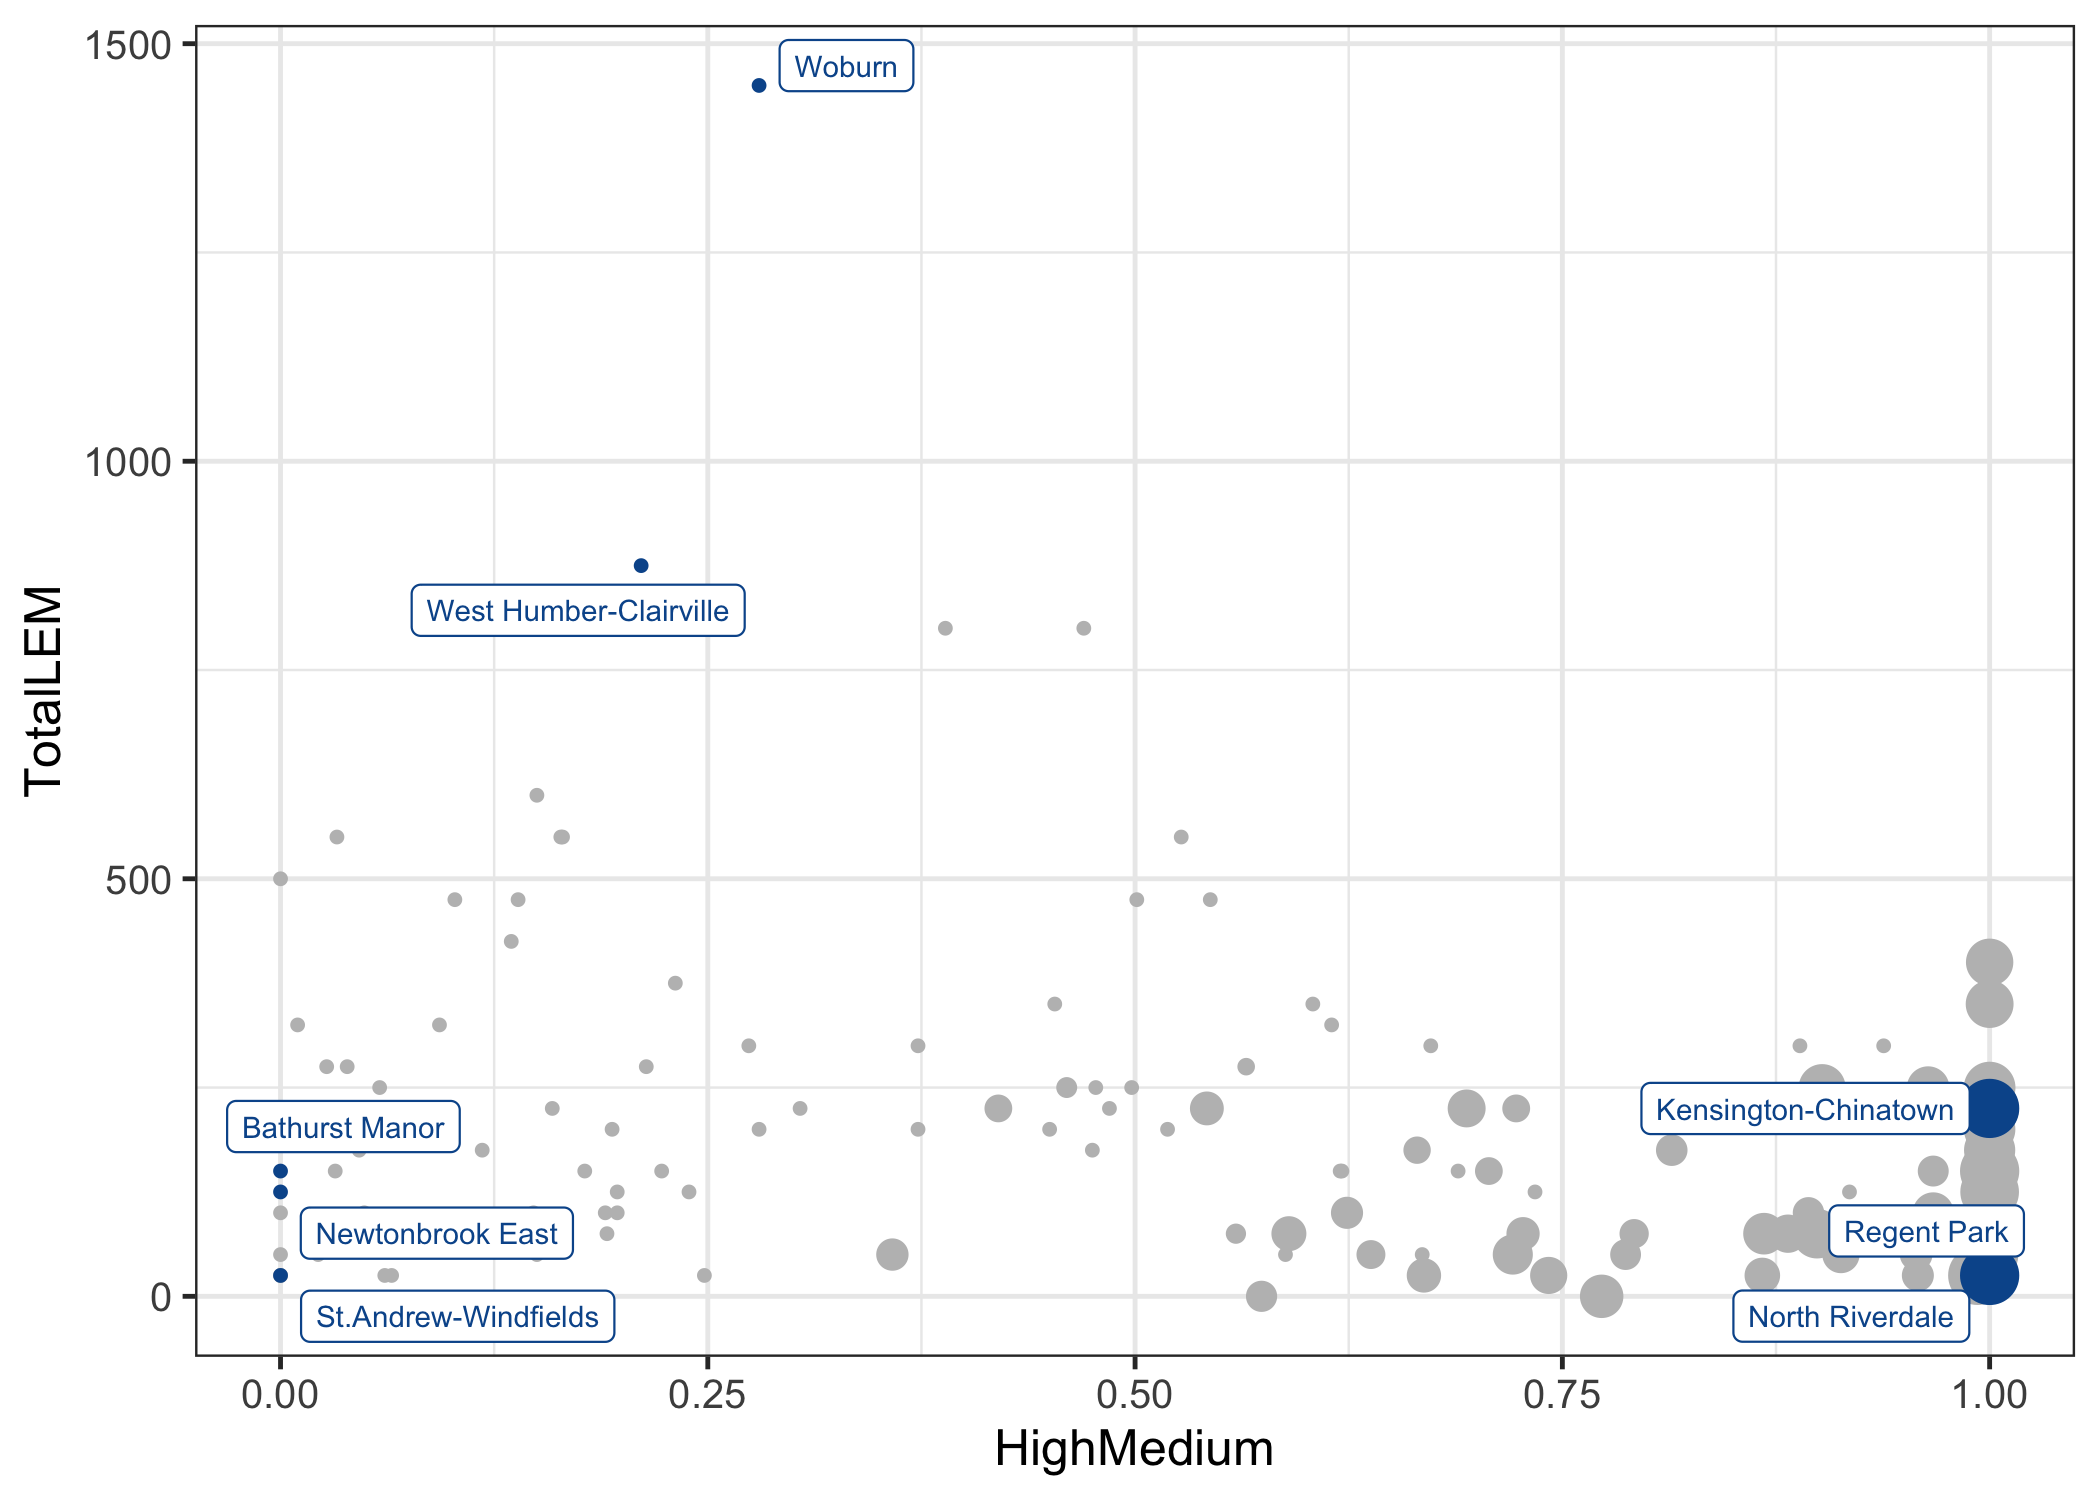 1500
Woburn
1000
West Humber-Clairville
TotalLEM
500
Kensington-Chinatown
Bathurst Manor
Newtonbrook East
Regent Park
0
St.Andrew-Windfields
North Riverdale
0.00
0.25
0.50
0.75
1.00
HighMedium